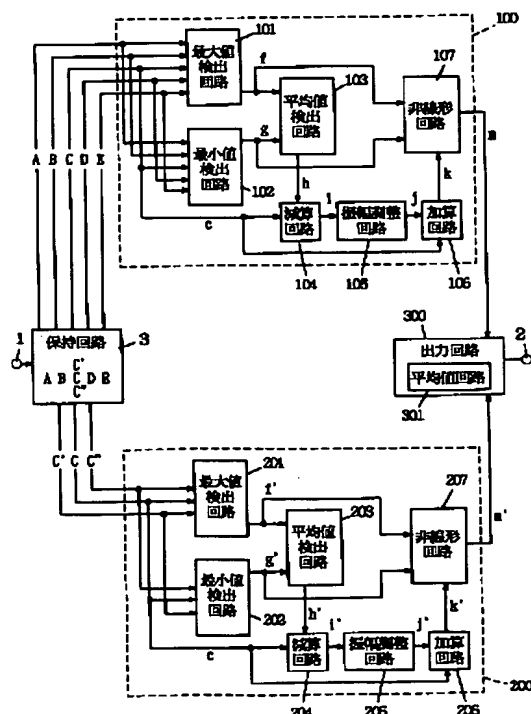 100
101
最大値
検出
回路
f
103
平均値
検出
回路
107
非線形
回路
g
最小値
検出
回路
102
A
B
C
D
E
h
m
c
減算
回路
104
i
振幅調整
回路
105
j
加算
回路
106
k
1
保持回路
3
A B C' C C" D E
300
出力回路
平均値回路
301
2
C'
C
C"
201
最大値
検出
回路
f'
203
平均値
検出
回路
207
非線形
回路
m'
g'
最小値
検出
回路
202
h'
c
減算
回路
204
i'
振幅調整
回路
205
j'
加算
回路
206
k'
200